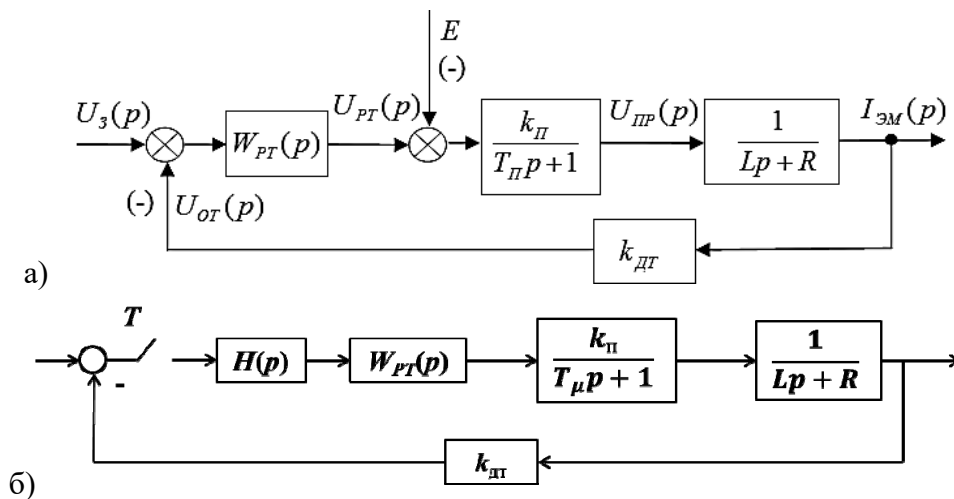 E
(-)
U_З(p)
W_РТ(p)
U_РТ(p)
k_П
T_П p + 1
U_ПР(p)
1
Lp + R
I_ЭМ(p)
(-)
U_ОТ(p)
k_ДТ
а)
T
-
H(p)
W_РТ(p)
k_п
T_μ p + 1
1
Lp + R
k_дт
б)